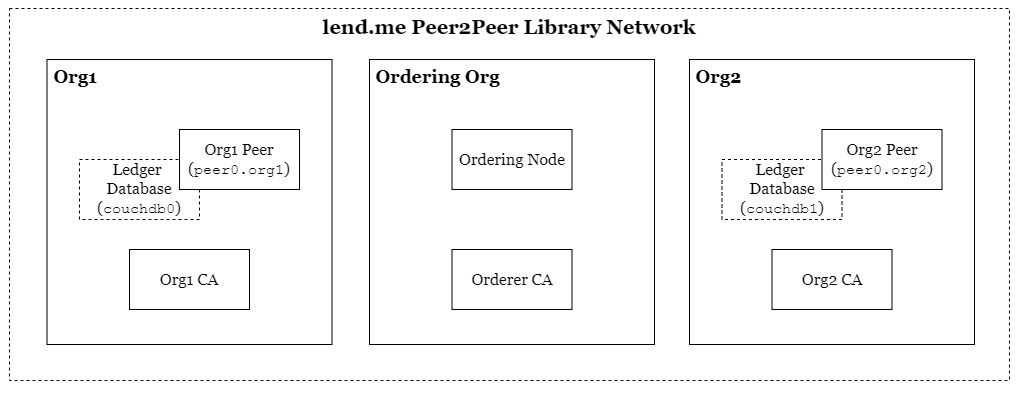 lend.me Peer2Peer Library Network
Org1
Org1 Peer
(peer0.org1)
Ledger
Database
(couchdb0)
Org1 CA
Ordering Org
Ordering Node
Orderer CA
Org2
Org2 Peer
(peer0.org2)
Ledger
Database
(couchdb1)
Org2 CA